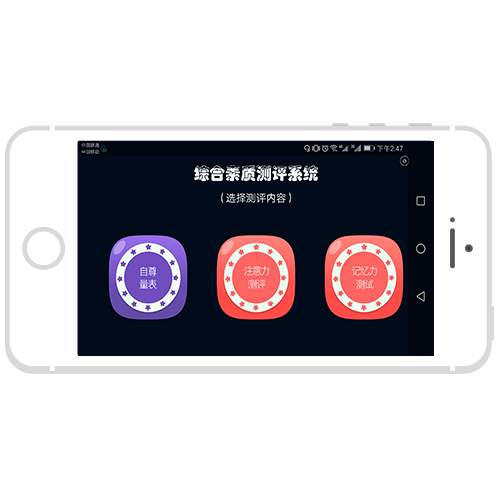 中国联通
中国移动
下午2:47
综合素质测评系统
(选择测评内容)
自尊
量表
注意力
测评
记忆力
测试